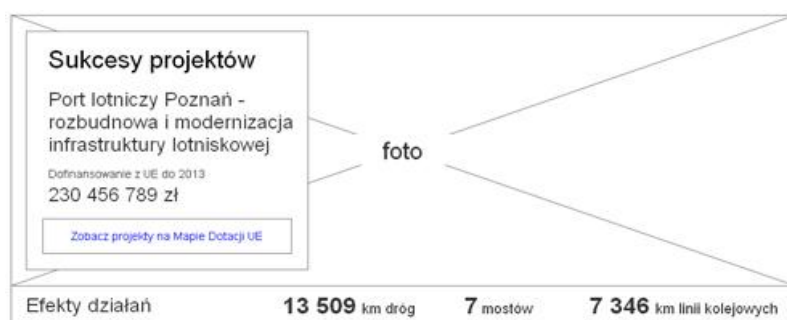 Sukcesy projektów
Port lotniczy Poznań -
rozbudnowa i modernizacja
infrastruktury lotniskowej
Dofinansowanie z UE do 2013
230 456 789 zł
Zobacz projekty na Mapie Dotacji UE
foto
Efekty działań 13 509 km dróg 7 mostów 7 346 km linii kolejowych